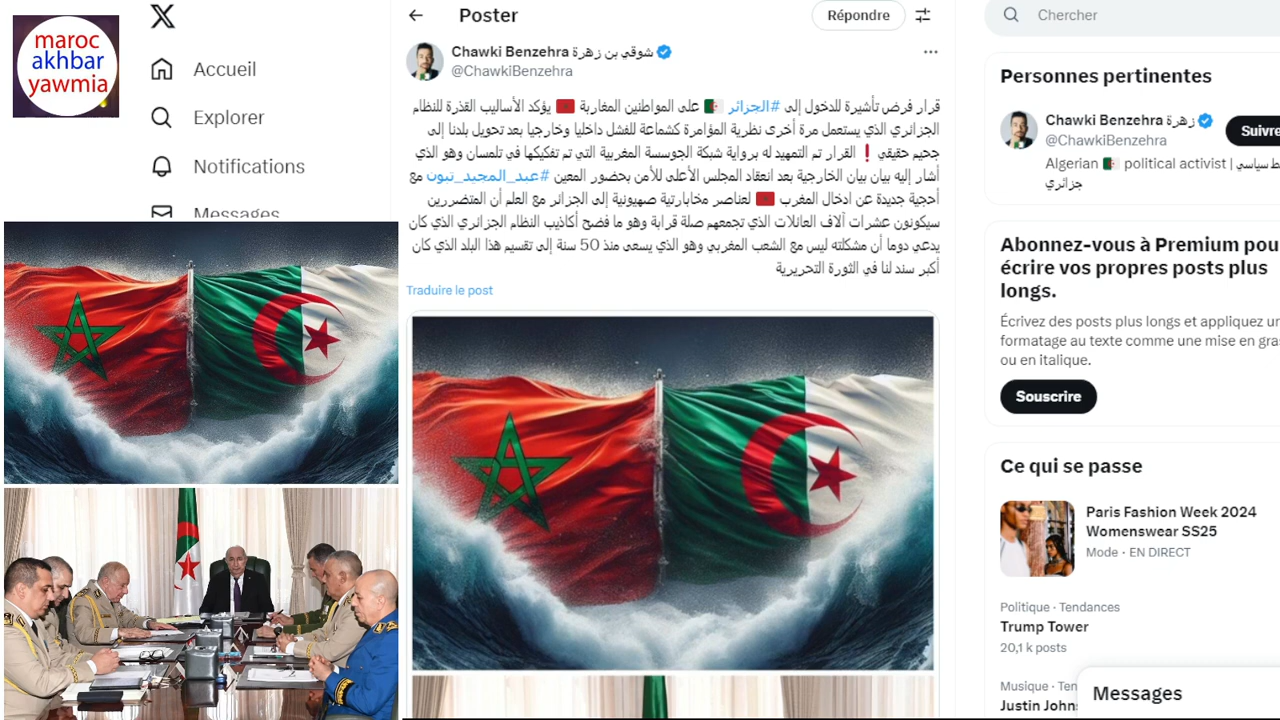 maroc
akhbar
yawmia
Accueil
Explorer
Notifications
Messages
Poster
Répondre
Chawki Benzehra شوقي بن زهرة
@ChawkiBenzehra
قرار فرض تأشيرة للدخول إلى #الجزائر 🇩🇿 على المواطنين المغاربة 🇲🇦 يؤكد الأساليب القذرة للنظام
الجزائري الذي يستعمل مرة أخرى نظرية المؤامرة كشماعة للفشل داخليا وخارجيا بعد تحويل بلدنا إلى
جحيم حقيقي ❗ القرار تم التمهيد له برواية شبكة الجوسسة المغربية التي تم تفكيكها في تلمسان وهو الذي
أشار إليه بيان بيان الخارجية بعد انعقاد المجلس الأعلى للأمن بحضور المعين #عبد_المجيد_تبون مع
أحجية جديدة عن ادخال المغرب 🇲🇦 لعناصر مخابارتية صهيونية إلى الجزائر مع العلم أن المتضررين
سيكونون عشرات آلاف العائلات الذي تجمعهم صلة قرابة وهو ما فضح أكاذيب النظام الجزائري الذي كان
يدعي دوما أن مشكلته ليس مع الشعب المغربي وهو الذي يسعى منذ 50 سنة إلى تقسيم هذا البلد الذي كان
أكبر سند لنا في الثورة التحريرية
Traduire le post
Chercher
Personnes pertinentes
Chawki Benzehra زهرة
@ChawkiBenzehra
Suivre
Algerian 🇩🇿 political activist | ط سياسي
جزائري
Abonnez-vous à Premium pou
écrire vos propres posts plus
longs.
Écrivez des posts plus longs et appliquez un
formatage au texte comme une mise en gras
ou en italique.
Souscrire
Ce qui se passe
Paris Fashion Week 2024
Womenswear SS25
Mode · EN DIRECT
Politique · Tendances
Trump Tower
20,1 k posts
Musique · Ten
Justin John
Messages